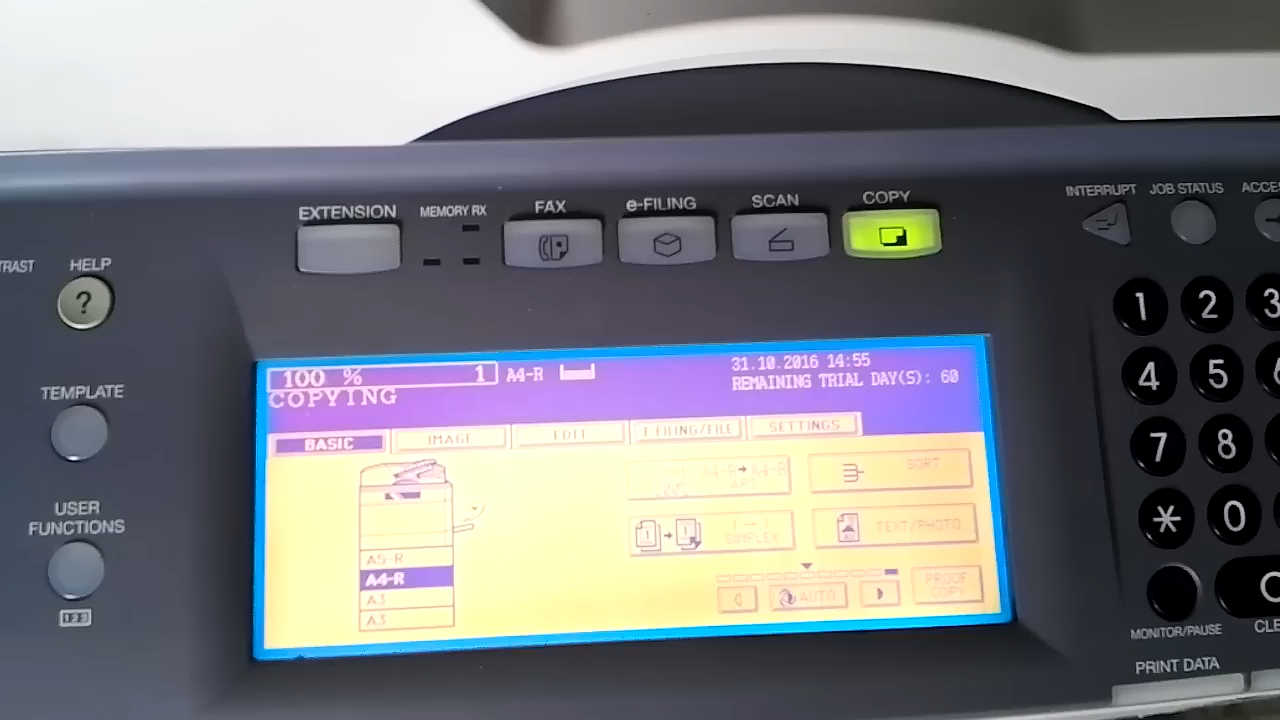 EXTENSION
MEMORY RX
FAX
e-FILING
SCAN
COPY
INTERRUPT
JOB STATUS
HELP
?
TEMPLATE
USER
FUNCTIONS
123
100 % 1 A4-R
COPYING
31.10.2016 14:55
REMAINING TRIAL DAY(S): 60
BASIC
IMAGE
EDIT
E-FILING/FILE
SETTINGS
A4-R→A4-R
APS
SORT
1→1
SIMPLEX
TEXT/PHOTO
AUTO
PROOF
COPY
A5-R
A4-R
A3
A3
1 2 3
4 5
7 8
* 0
MONITOR/PAUSE
PRINT DATA